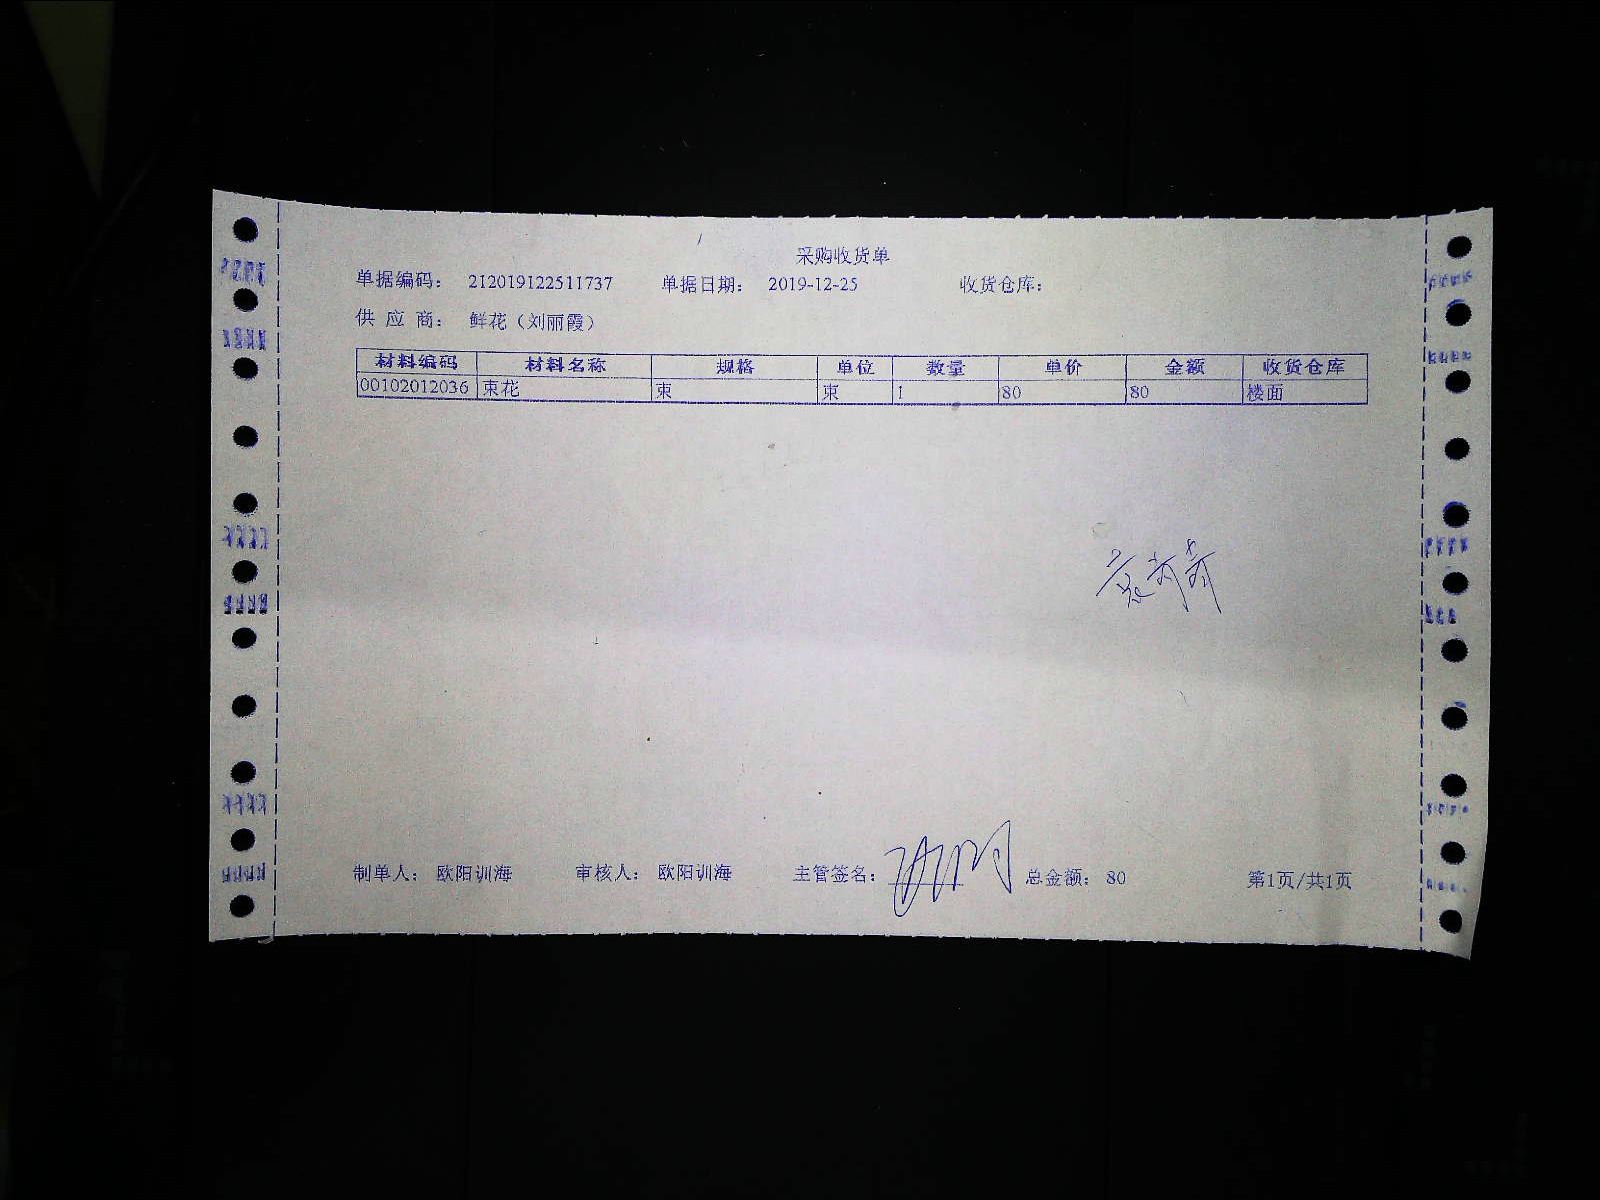 采购收货单
单据编码: 212019122511737 单据日期: 2019-12-25 收货仓库:
供 应 商: 鲜花（刘丽霞）
材料编码 材料名称 规格 单位 数量 单价 金额 收货仓库
00102012036 束花 束 束 1 80 80 楼面
制单人: 欧阳训海 审核人: 欧阳训海 主管签名: 总金额: 80 第1页/共1页